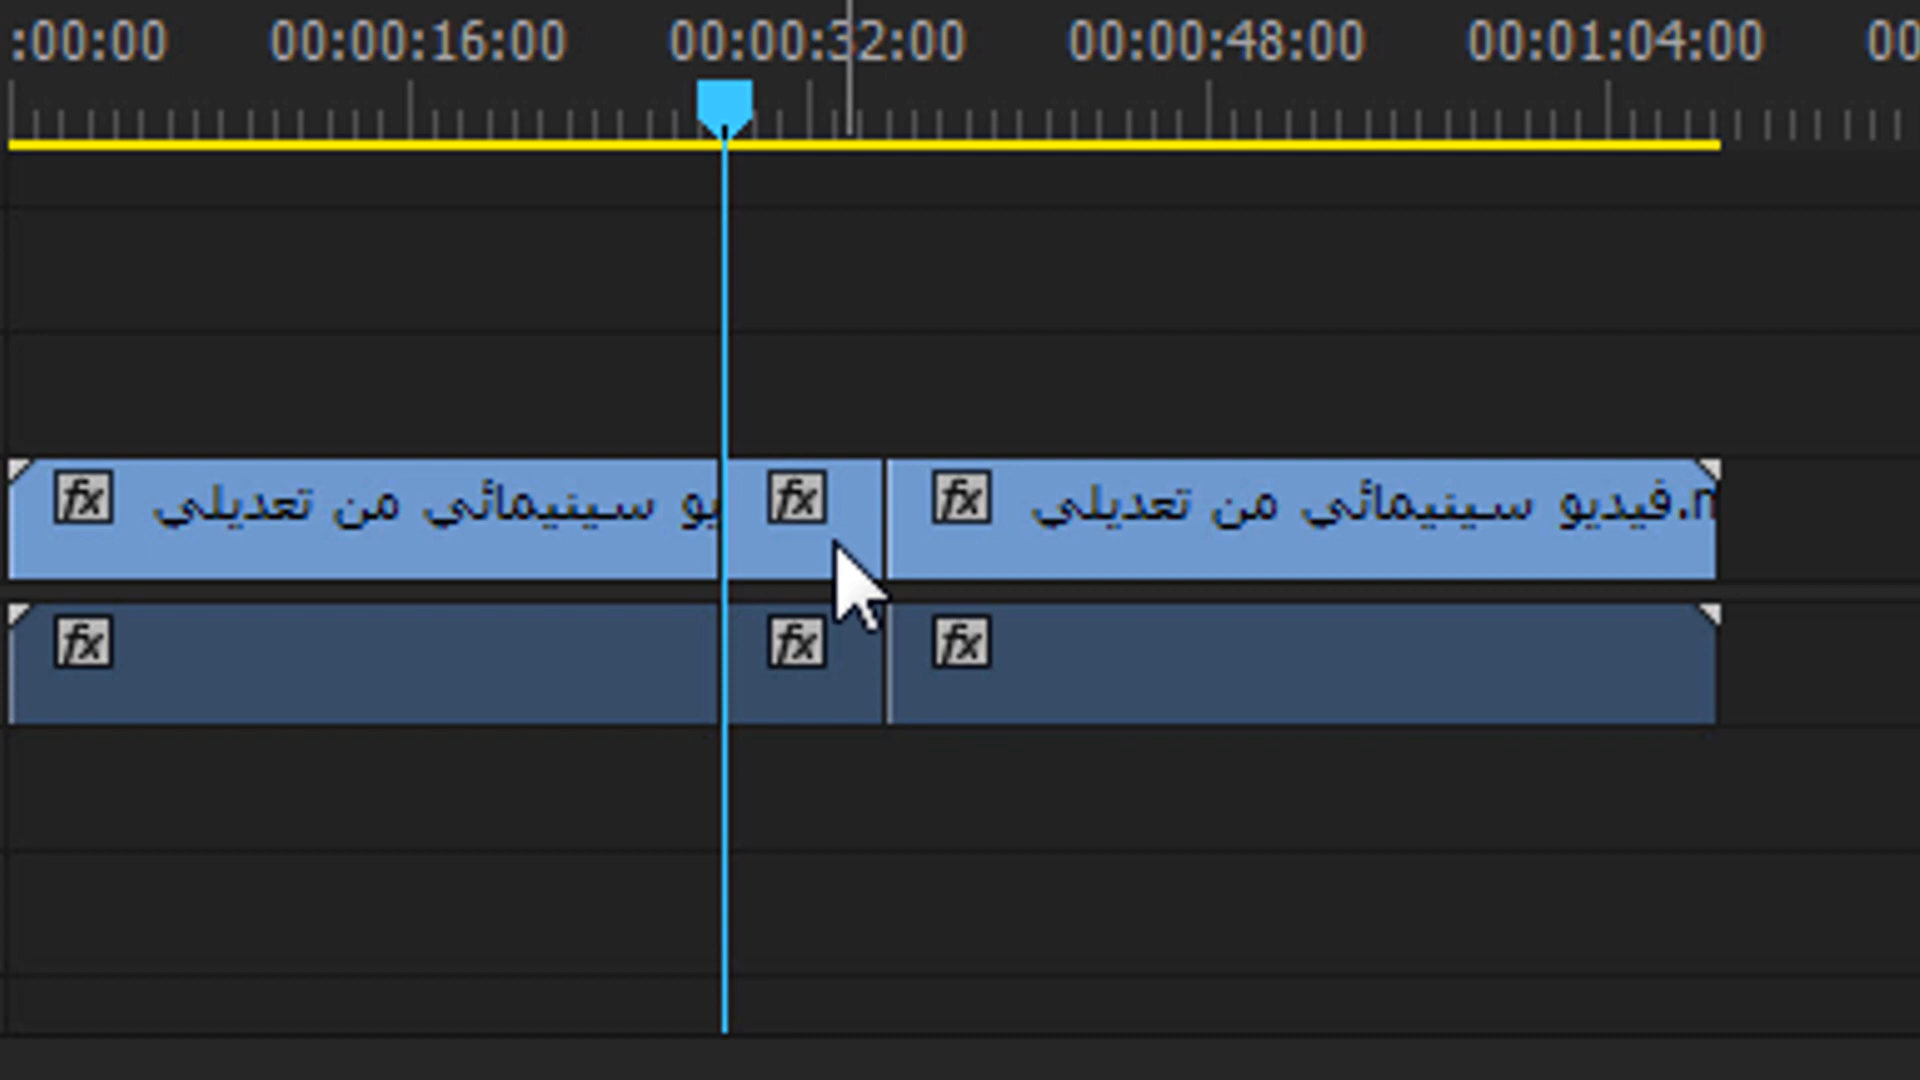 :00:00 00:00:16:00 00:00:32:00 00:00:48:00 00:01:04:00 00
fx يو سينيمائي من تعديلي fx fx فيديو سينيمائي من تعديلي.m
fx fx fx